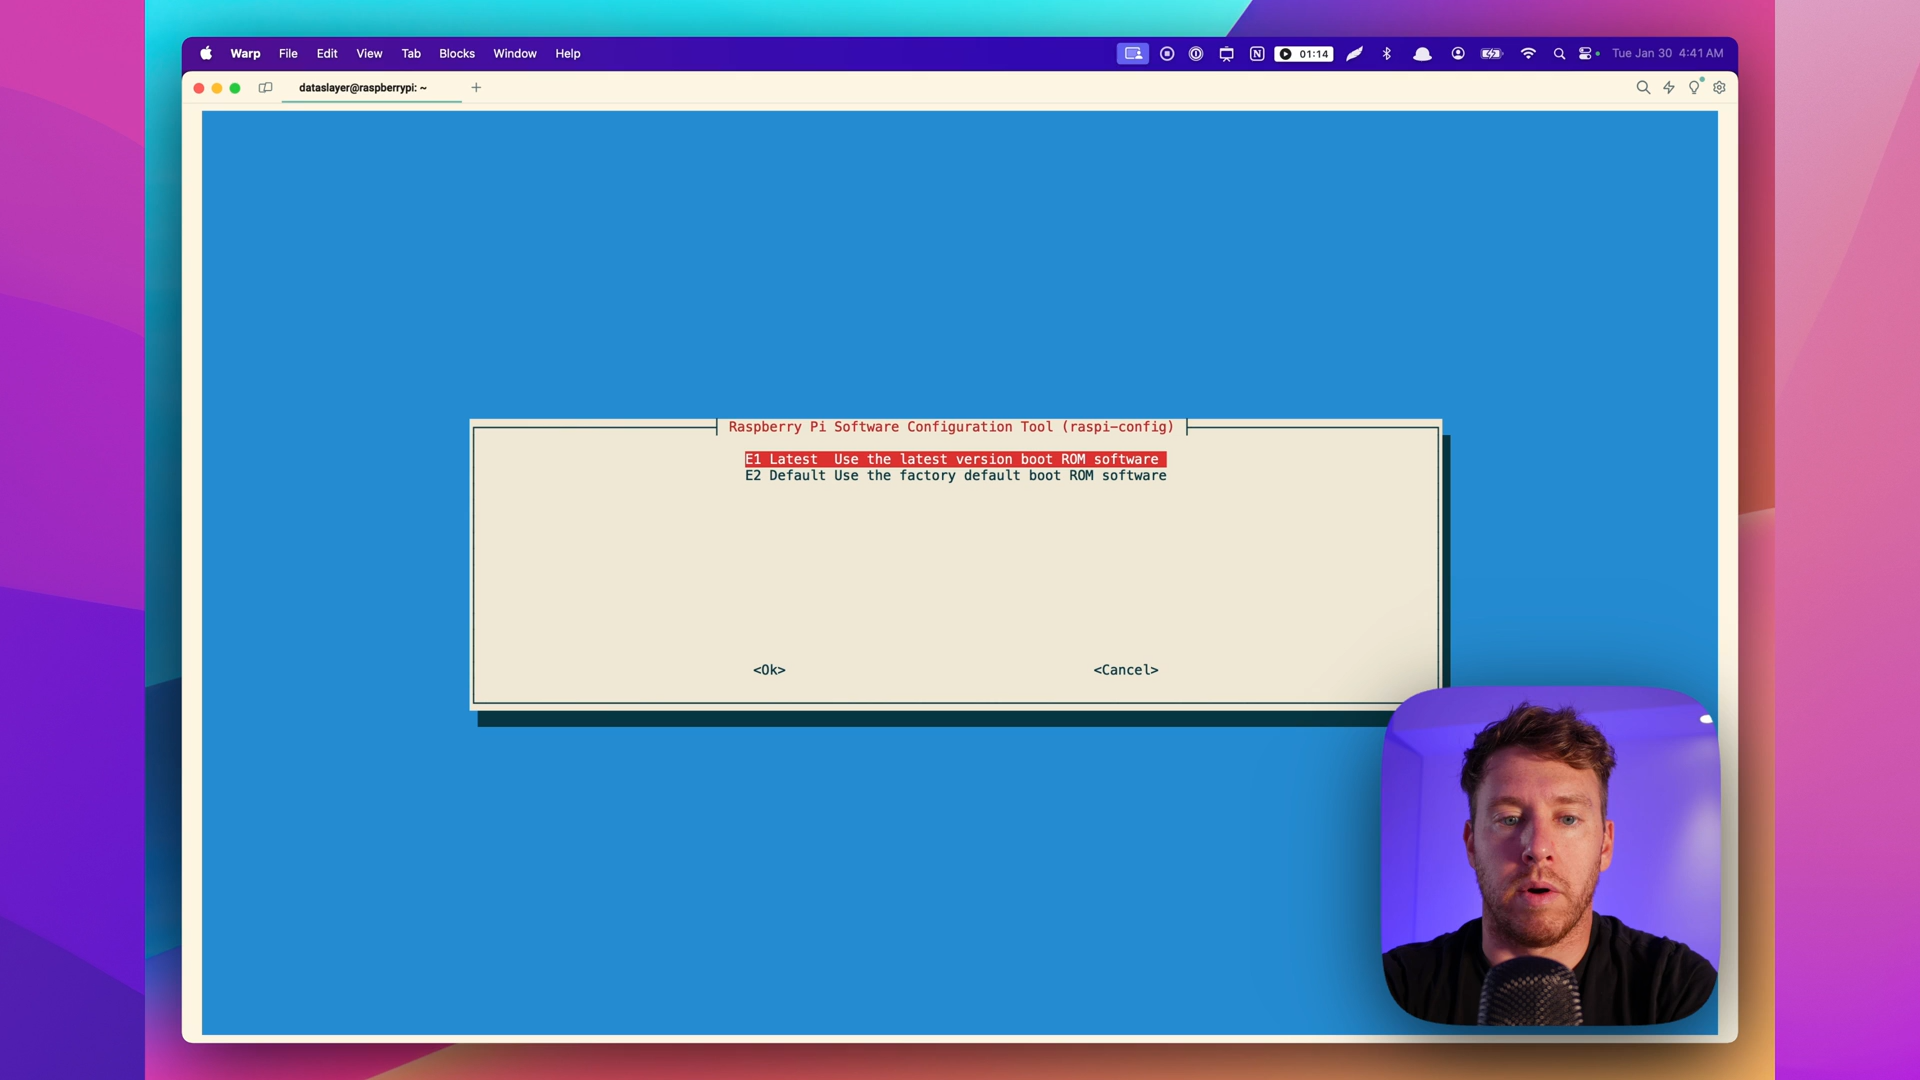 Warp File Edit View Tab Blocks Window Help 01:14 Tue Jan 30 4:41 AM
dataslayer@raspberrypi: ~
Raspberry Pi Software Configuration Tool (raspi-config)
E1 Latest Use the latest version boot ROM software
E2 Default Use the factory default boot ROM software
<Ok> <Cancel>